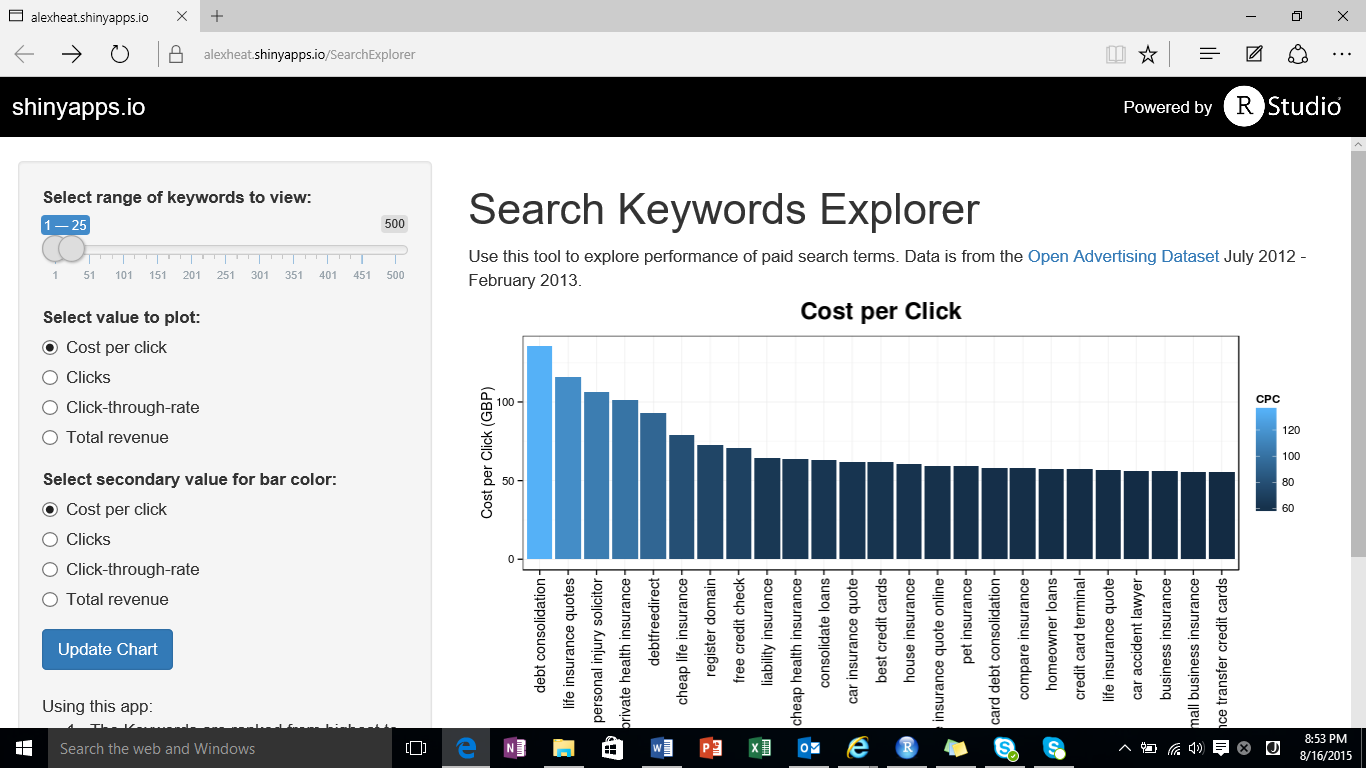 alexheat.shinyapps.io
alexheat.shinyapps.io/SearchExplorer
shinyapps.io
Powered by R Studio
Select range of keywords to view:
1 — 25
500
1 51 101 151 201 251 301 351 401 451 500
Select value to plot:
Cost per click
Clicks
Click-through-rate
Total revenue
Select secondary value for bar color:
Cost per click
Clicks
Click-through-rate
Total revenue
Update Chart
Using this app:
1. The Keywords are ranked from highest to
Search Keywords Explorer
Use this tool to explore performance of paid search terms. Data is from the Open Advertising Dataset July 2012 -
February 2013.
Cost per Click
Cost per Click (GBP)
100
50
0
debt consolidation
life insurance quotes
personal injury solicitor
private health insurance
debtfreedirect
cheap life insurance
register domain
free credit check
liability insurance
cheap health insurance
consolidate loans
car insurance quote
best credit cards
house insurance
insurance quote online
pet insurance
card debt consolidation
compare insurance
homeowner loans
credit card terminal
life insurance quote
car accident lawyer
business insurance
business insurance
transfer credit cards
CPC
120
100
80
60
Search the web and Windows
8:53 PM
8/16/2015